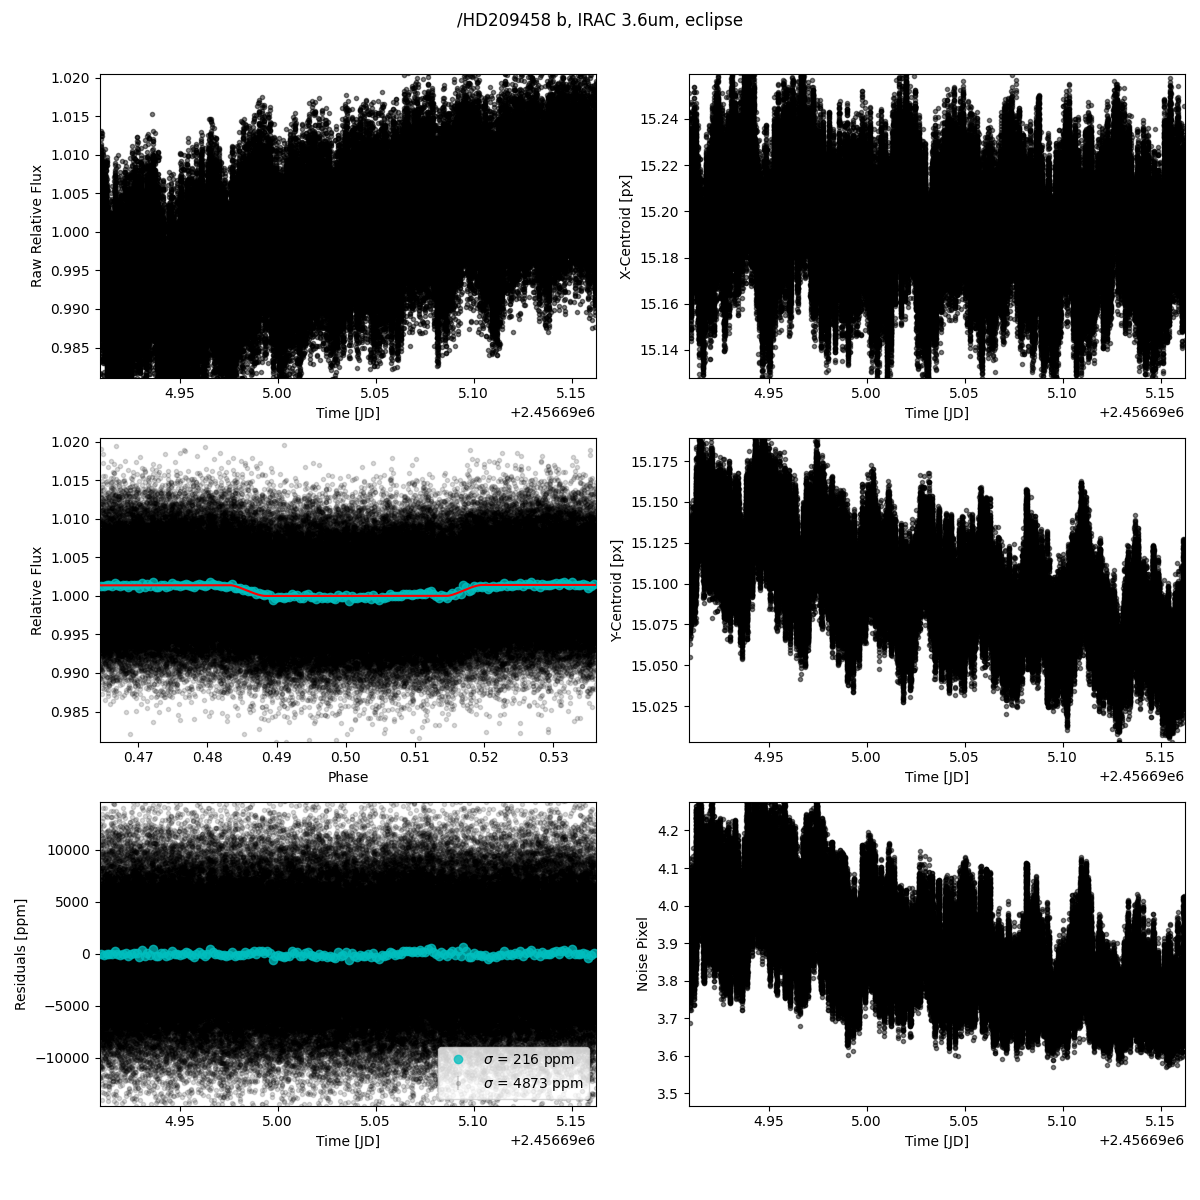 /HD209458 b, IRAC 3.6um, eclipse
1.020
1.015
1.010
1.005
1.000
0.995
0.990
0.985
Raw Relative Flux
4.95 5.00 5.05 5.10 5.15
Time [JD]
+2.45669e6
15.24
15.22
15.20
15.18
15.16
15.14
X-Centroid [px]
4.95 5.00 5.05 5.10 5.15
Time [JD]
+2.45669e6
1.020
1.015
1.010
1.005
1.000
0.995
0.990
0.985
Relative Flux
0.47 0.48 0.49 0.50 0.51 0.52 0.53
Phase
15.175
15.150
15.125
15.100
15.075
15.050
15.025
Y-Centroid [px]
4.95 5.00 5.05 5.10 5.15
Time [JD]
+2.45669e6
10000
5000
0
−5000
−10000
Residuals [ppm]
σ = 216 ppm
σ = 4873 ppm
4.95 5.00 5.05 5.10 5.15
Time [JD]
+2.45669e6
4.2
4.1
4.0
3.9
3.8
3.7
3.6
3.5
Noise Pixel
4.95 5.00 5.05 5.10 5.15
Time [JD]
+2.45669e6